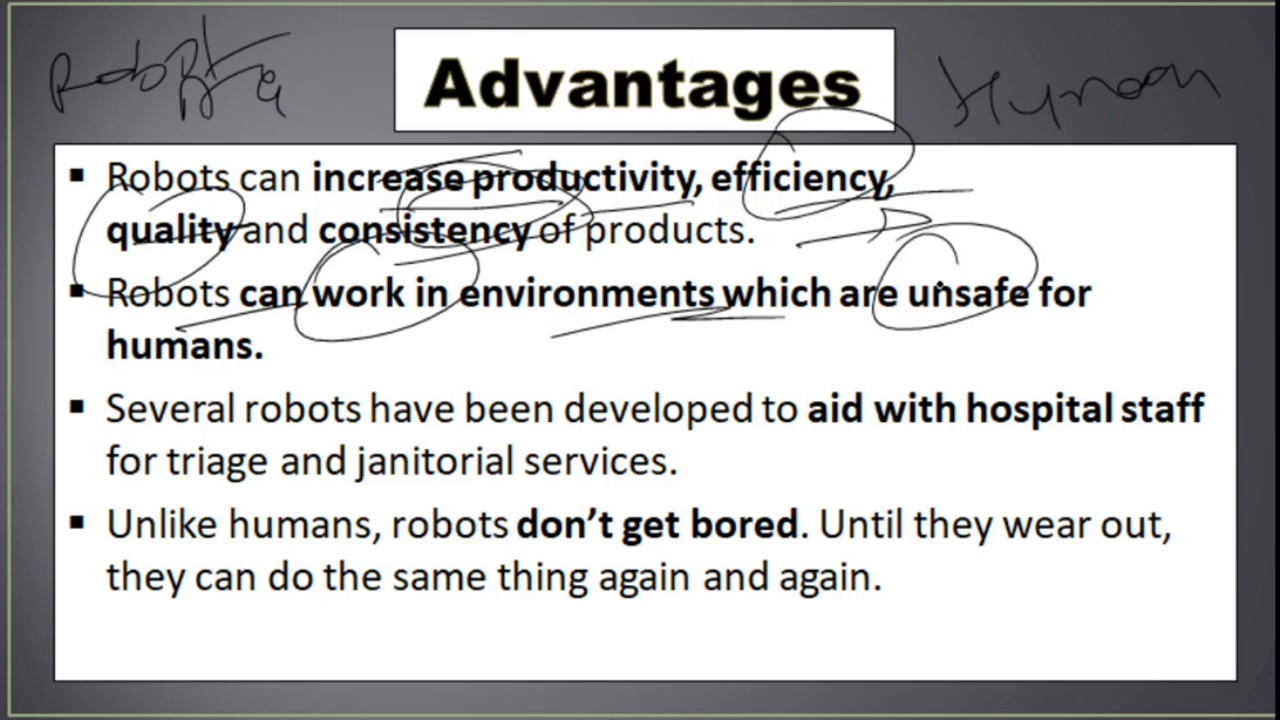 Advantages
Human
▪ Robots can increase productivity, efficiency,
quality and consistency of products.
▪ Robots can work in environments which are unsafe for
humans.
▪ Several robots have been developed to aid with hospital staff
for triage and janitorial services.
▪ Unlike humans, robots don’t get bored. Until they wear out,
they can do the same thing again and again.